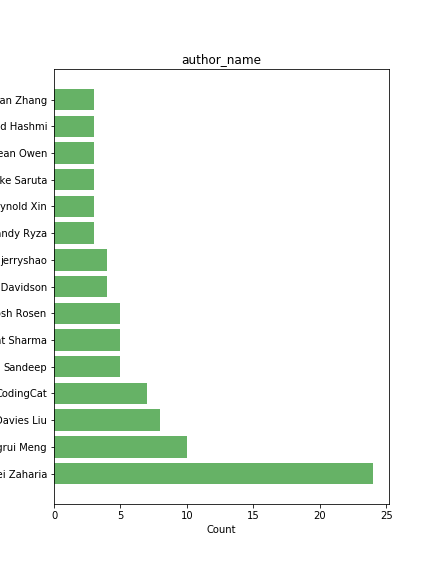 author_name
an Zhang
d Hashmi
ean Owen
ke Saruta
ynold Xin
andy Ryza
jerryshao
Davidson
sh Rosen
t Sharma
Sandeep
CodingCat
Davies Liu
grui Meng
ei Zaharia
0 5 10 15 20 25
Count